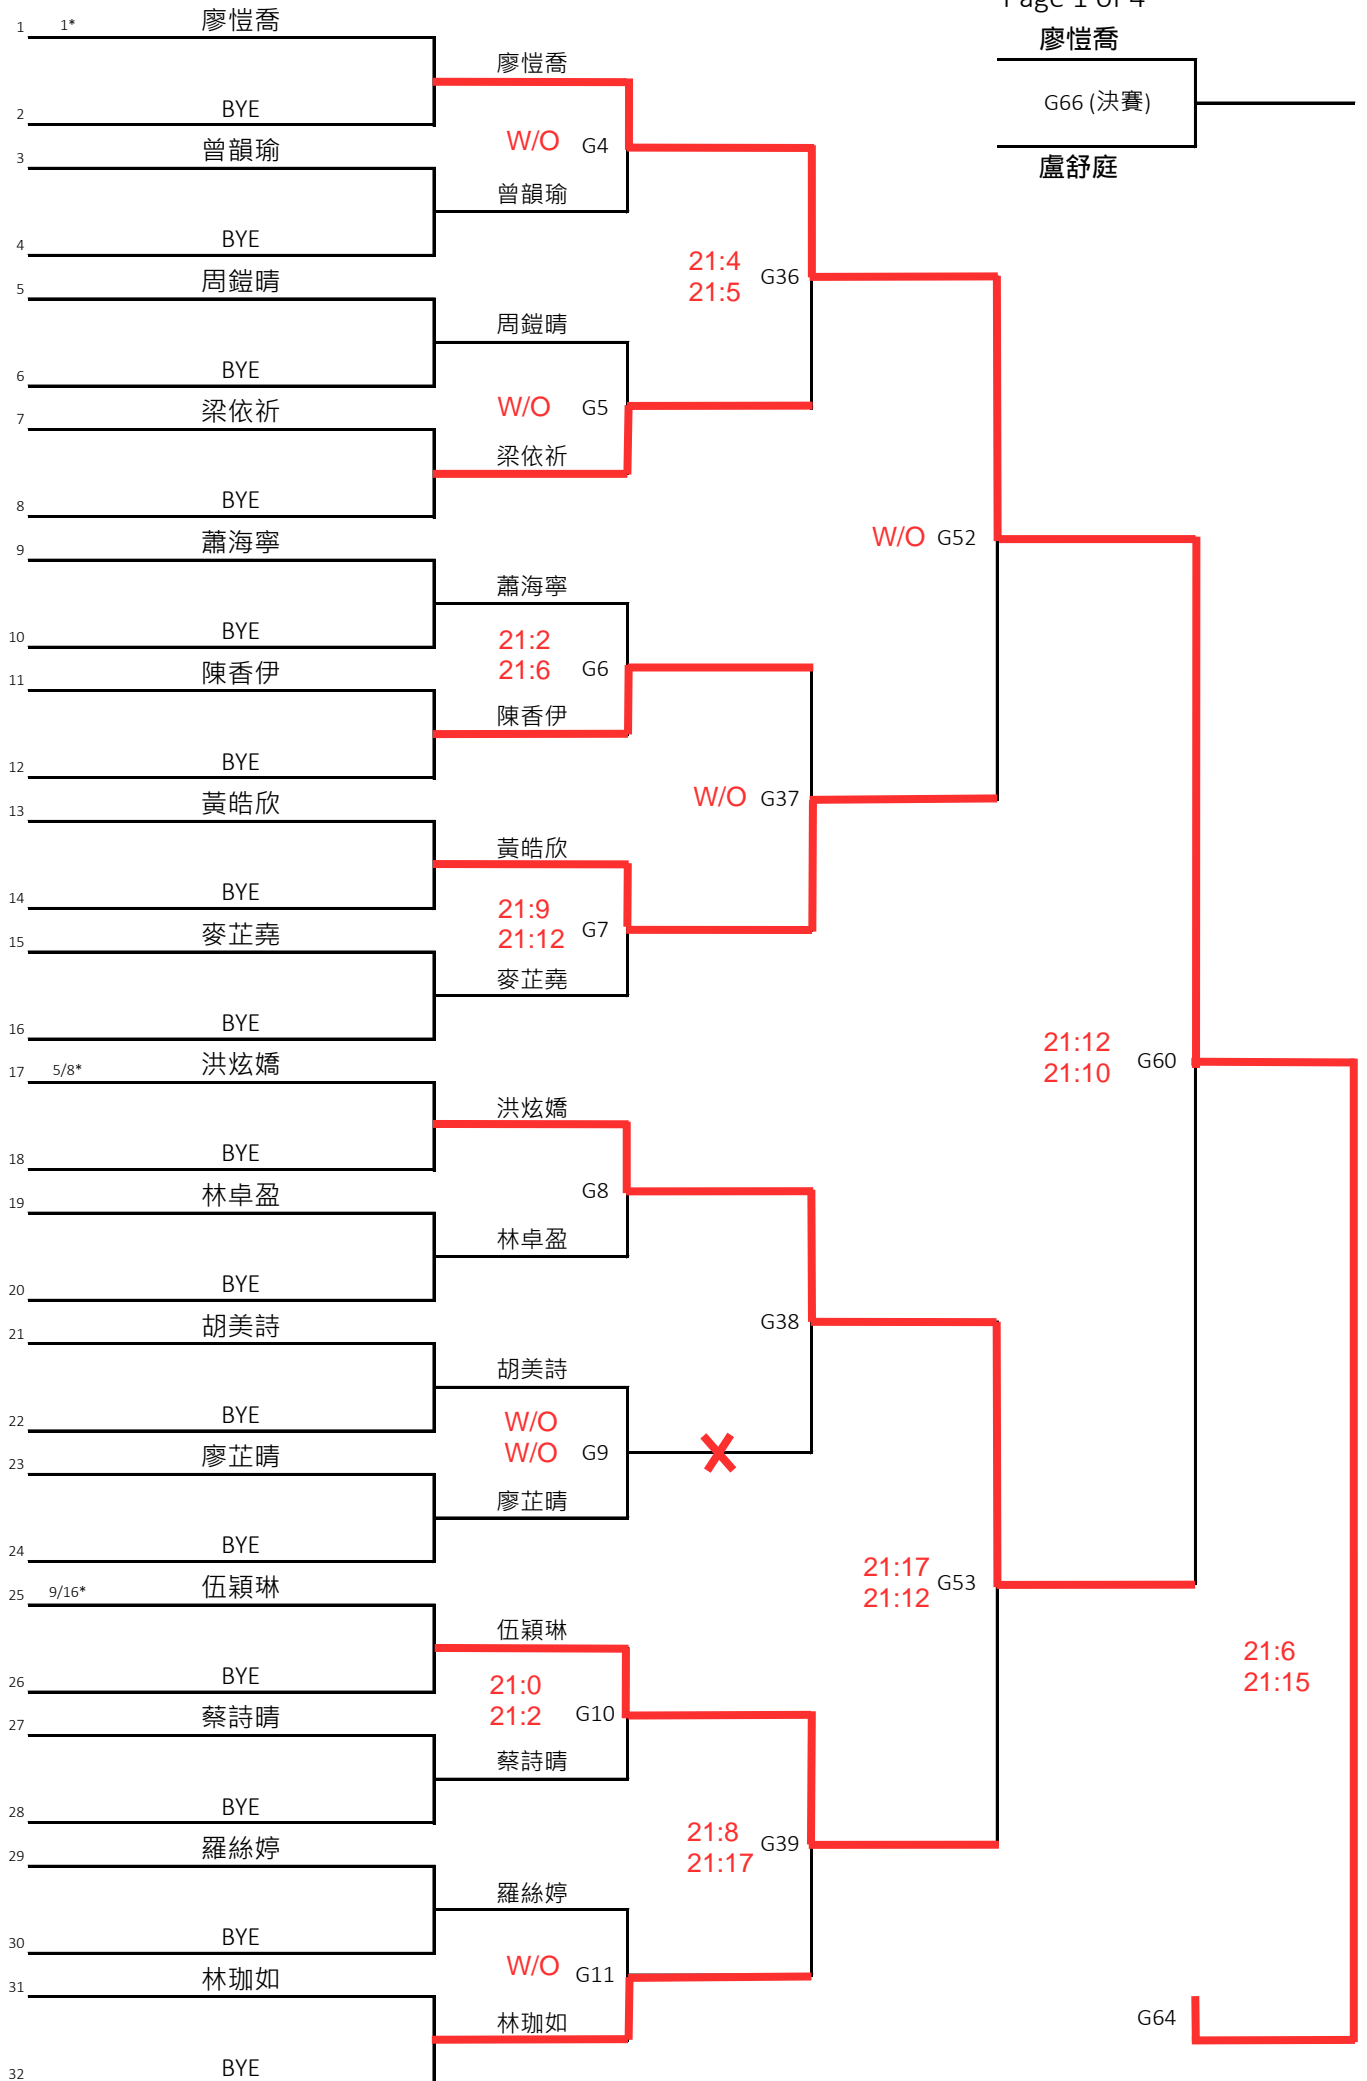 Page 1 of 4
1 1* 廖愷喬
廖愷喬
廖愷喬
G66 (決賽)
2 BYE
W/O G4
3 曾韻瑜
盧舒庭
曾韻瑜
4 BYE
21:4
21:5 G36
5 周鎧晴
周鎧晴
6 BYE
W/O G5
7 梁依祈
梁依祈
8 BYE
W/O G52
9 蕭海寧
蕭海寧
10 BYE
21:2
21:6 G6
11 陳香伊
陳香伊
12 BYE
W/O G37
13 黃皓欣
黃皓欣
14 BYE
21:9
21:12 G7
15 麥芷堯
麥芷堯
16 BYE
21:12
21:10 G60
17 5/8* 洪炫嬌
洪炫嬌
18 BYE
G8
19 林卓盈
林卓盈
20 BYE
G38
21 胡美詩
胡美詩
22 BYE
W/O
W/O G9
23 廖芷晴
廖芷晴
24 BYE
21:17
21:12 G53
25 9/16* 伍穎琳
伍穎琳
21:6
21:15
26 BYE
21:0
21:2 G10
27 蔡詩晴
蔡詩晴
28 BYE
21:8
21:17 G39
29 羅絲婷
羅絲婷
30 BYE
W/O G11
31 林珈如
林珈如
G64
32 BYE